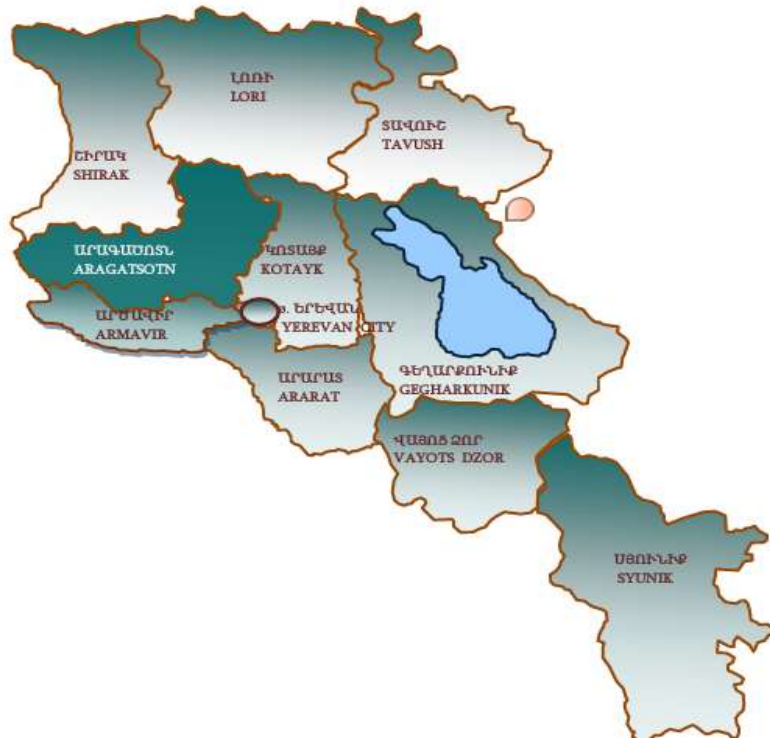 ԼՈՌԻ
LORI
ՏԱՎՈՒՇ
TAVUSH
ՇԻՐԱԿ
SHIRAK
ԱՐԱԳԱԾՈՏՆ
ARAGATSOTN
ԿՈՏԱՅՔ
KOTAYK
ԱՐՄԱՎԻՐ
ARMAVIR
ք. ԵՐԵՎԱՆ
YEREVAN CITY
ԳԵՂԱՐՔՈՒՆԻՔ
GEGHARKUNIK
ԱՐԱՐԱՏ
ARARAT
ՎԱՅՈՑ ՁՈՐ
VAYOTS DZOR
ՍՅՈՒՆԻՔ
SYUNIK